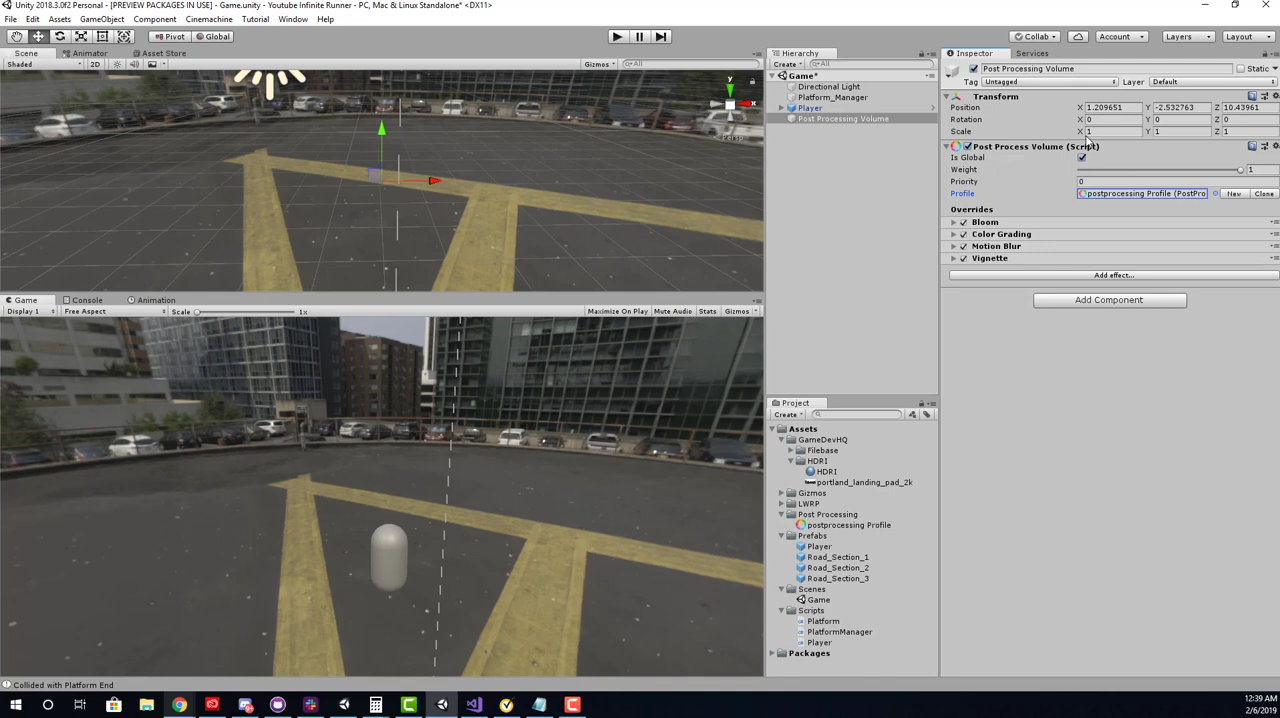 Unity 2018.3.0f2 Personal - [PREVIEW PACKAGES IN USE] - Game.unity - Youtube Infinite Runner - PC, Mac & Linux Standalone* <DX11>
File Edit Assets GameObject Component Cinemachine Tutorial Window Help
Pivot Global Collab Account Layers Layout
Scene Animator Asset Store Hierarchy Inspector Services
Shaded 2D Gizmos All Create All Post Processing Volume Static
Game* Tag Untagged Layer Default
Directional Light
Platform_Manager
Player
Post Processing Volume
y
x
Persp
Transform
Position X 1.209651 Y -2.532763 Z 10.43961
Rotation X 0 Y 0 Z 0
Scale X 1 Y 1 Z 1
Post Process Volume (Script)
Is Global
Weight 1
Priority 0
Profile postprocessing Profile (PostPro New Clone
Overrides
Bloom
Color Grading
Motion Blur
Vignette
Add effect...
Add Component
Game Console Animation
Display 1 Free Aspect Scale 1x Maximize On Play Mute Audio Stats Gizmos
Project
Create
Assets
GameDevHQ
Filebase
HDRI
HDRI
portland_landing_pad_2k
Gizmos
LWRP
Post Processing
postprocessing Profile
Prefabs
Player
Road_Section_1
Road_Section_2
Road_Section_3
Scenes
Game
Scripts
Platform
PlatformManager
Player
Packages
Collided with Platform End
12:39 AM
2/6/2019